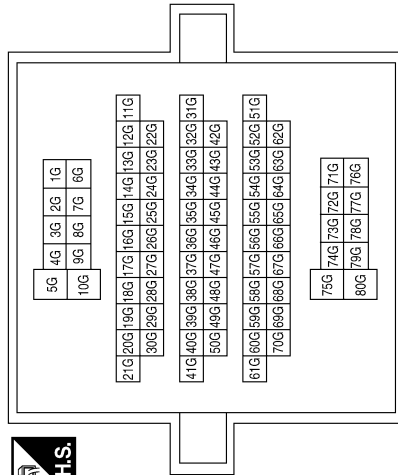 H.S.
5G 4G 3G 2G 1G
10G 9G 8G 7G 6G
21G 20G 19G 18G 17G 16G 15G 14G 13G 12G 11G
30G 29G 28G 27G 26G 25G 24G 23G 22G
41G 40G 39G 38G 37G 36G 35G 34G 33G 32G 31G
50G 49G 48G 47G 46G 45G 44G 43G 42G
61G 60G 59G 58G 57G 56G 55G 54G 53G 52G 51G
70G 69G 68G 67G 66G 65G 64G 63G 62G
75G 74G 73G 72G 71G
80G 79G 78G 77G 76G